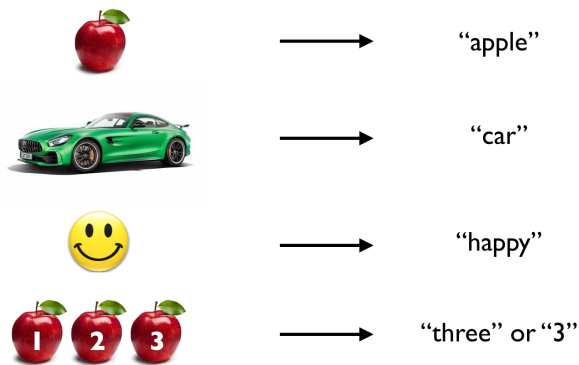 “apple”
“car”
“happy”
1 2 3 “three” or “3”